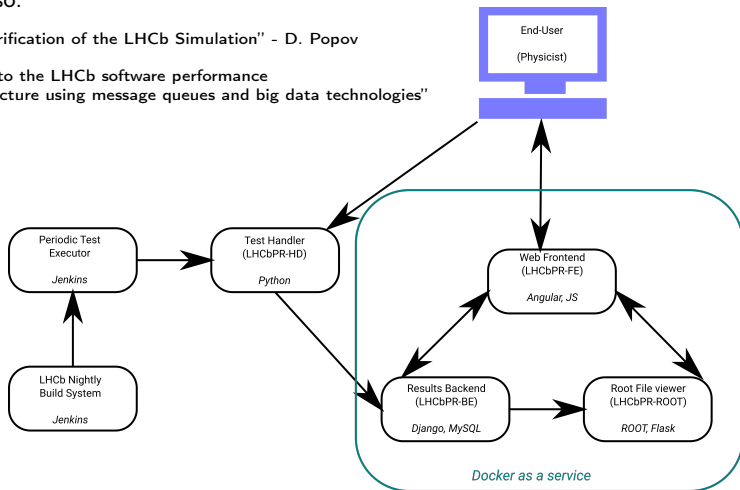 rification of the LHCb Simulation" - D. Popov
to the LHCb software performance
cture using message queues and big data technologies"
End-User
(Physicist)
Periodic Test
Executor
Jenkins
Test Handler
(LHCbPR-HD)
Python
Web Frontend
(LHCbPR-FE)
Angular, JS
LHCb Nightly
Build System
Jenkins
Results Backend
(LHCbPR-BE)
Django, MySQL
Root File viewer
(LHCbPR-ROOT)
ROOT, Flask
Docker as a service